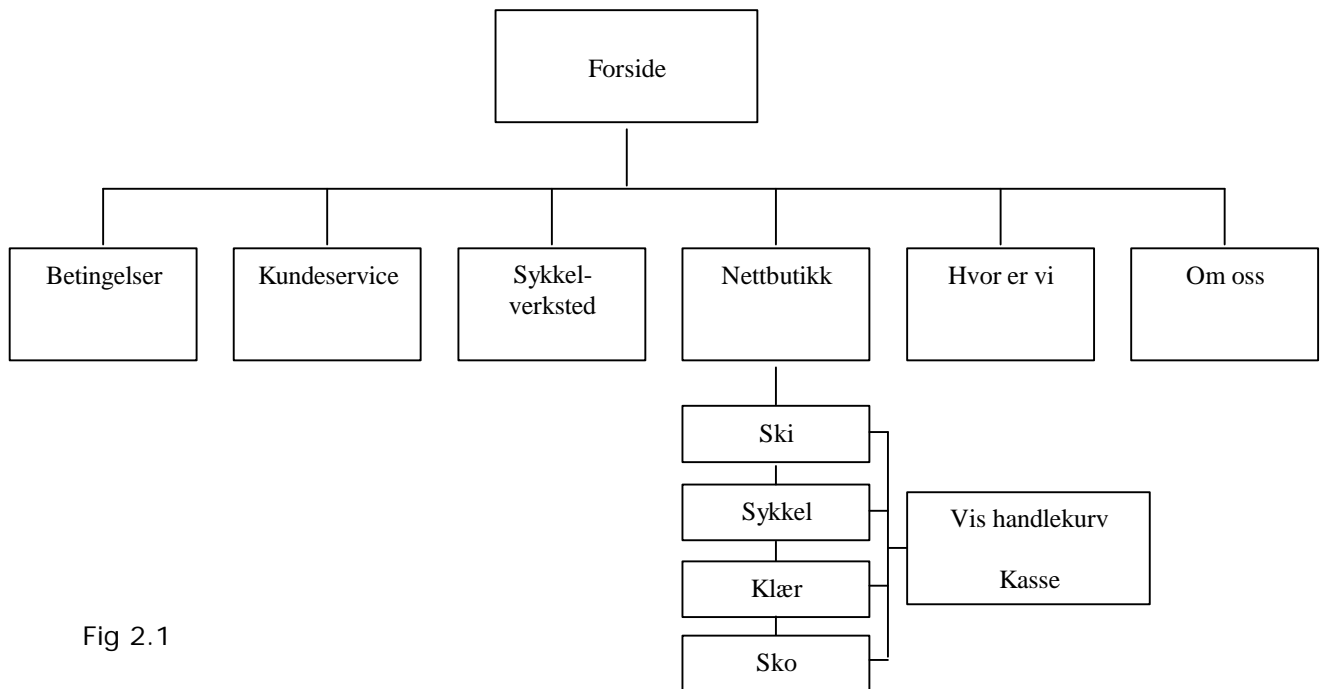 Forside
Betingelser
Kundeservice
Sykkel-
verksted
Nettbutikk
Hvor er vi
Om oss
Ski
Sykkel
Klær
Sko
Vis handlekurv
Kasse
Fig 2.1